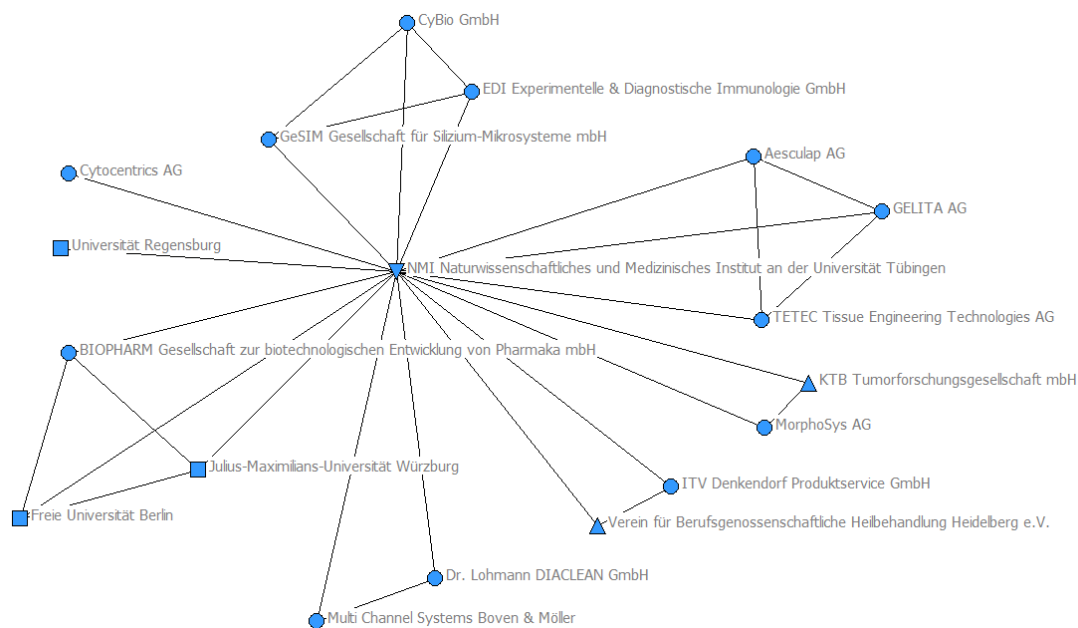 CyBio GmbH
EDI Experimentelle & Diagnostische Immunologie GmbH
GeSIM Gesellschaft für Silizium-Mikrosysteme mbH
Aesculap AG
Cytocentrics AG
GELITA AG
Universität Regensburg
NMI Naturwissenschaftliches und Medizinisches Institut an der Universität Tübingen
TETEC Tissue Engineering Technologies AG
BIOPHARM Gesellschaft zur biotechnologischen Entwicklung von Pharmaka mbH
KTB Tumorforschungsgesellschaft mbH
MorphoSys AG
Julius-Maximilians-Universität Würzburg
ITV Denkendorf Produktservice GmbH
Freie Universität Berlin
Verein für Berufsgenossenschaftliche Heilbehandlung Heidelberg e.V.
Dr. Lohmann DIACLEAN GmbH
Multi Channel Systems Boven & Möller